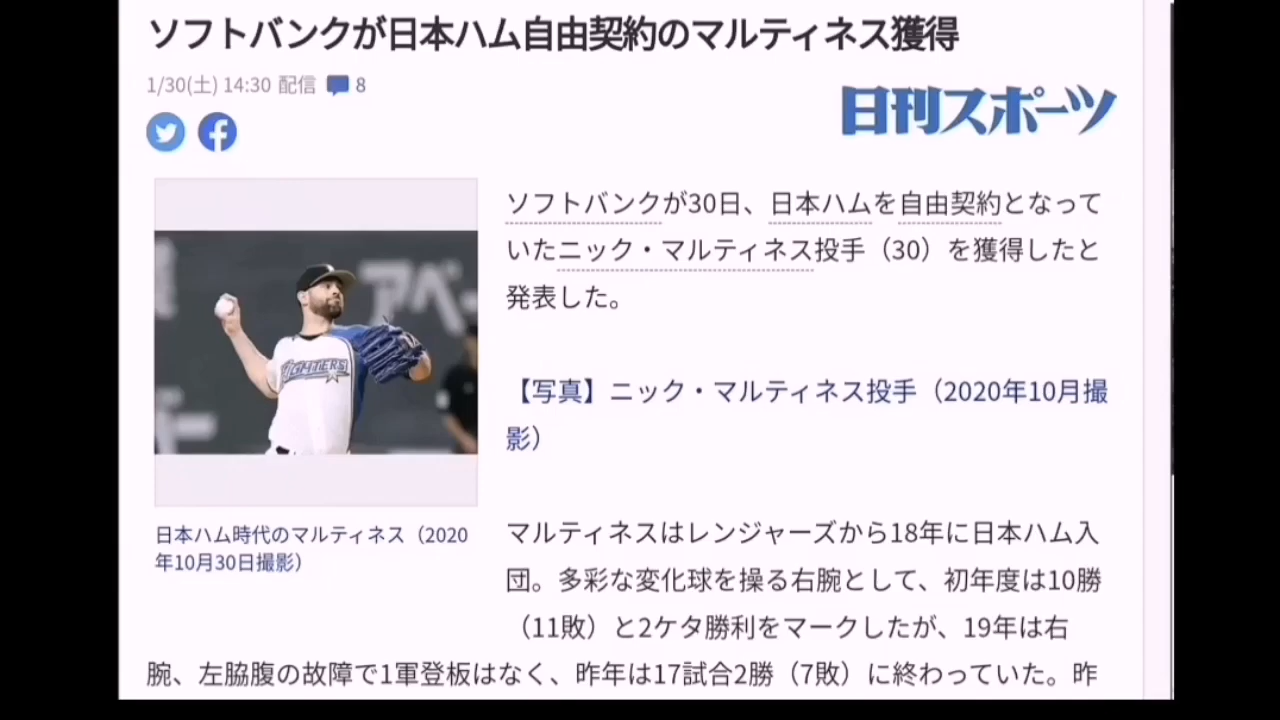 ソフトバンクが日本ハム自由契約のマルティネス獲得
1/30(土) 14:30 配信 8
日刊スポーツ
ソフトバンクが30日、日本ハムを自由契約となって
いたニック・マルティネス投手（30）を獲得したと
発表した。
【写真】ニック・マルティネス投手（2020年10月撮
影）
アベ
FIGHTERS
日本ハム時代のマルティネス（2020
年10月30日撮影）
マルティネスはレンジャーズから18年に日本ハム入
団。多彩な変化球を操る右腕として、初年度は10勝
（11敗）と2ケタ勝利をマークしたが、19年は右
腕、左脇腹の故障で1軍登板はなく、昨年は17試合2勝（7敗）に終わっていた。昨